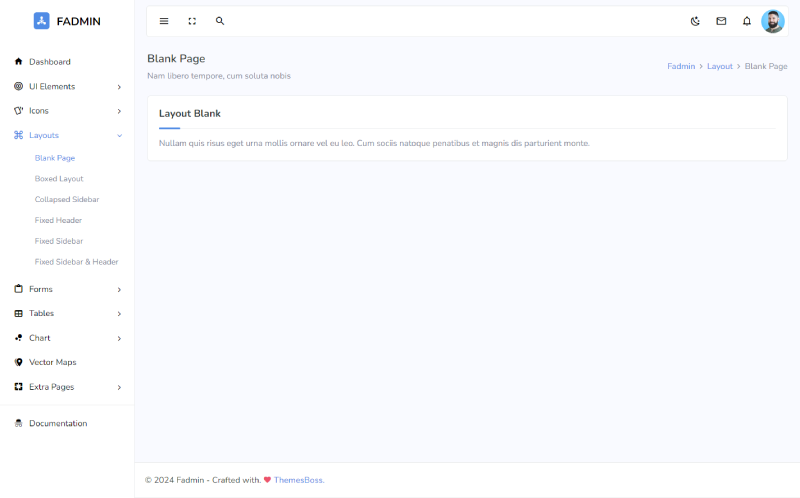 FADMIN
Dashboard
UI Elements
Icons
Layouts
Blank Page
Boxed Layout
Collapsed Sidebar
Fixed Header
Fixed Sidebar
Fixed Sidebar & Header
Forms
Tables
Chart
Vector Maps
Extra Pages
Documentation
Blank Page
Nam libero tempore, cum soluta nobis
Fadmin > Layout > Blank Page
Layout Blank
Nullam quis risus eget urna mollis ornare vel eu leo. Cum sociis natoque penatibus et magnis dis parturient monte.
© 2024 Fadmin - Crafted with. ❤ ThemesBoss.